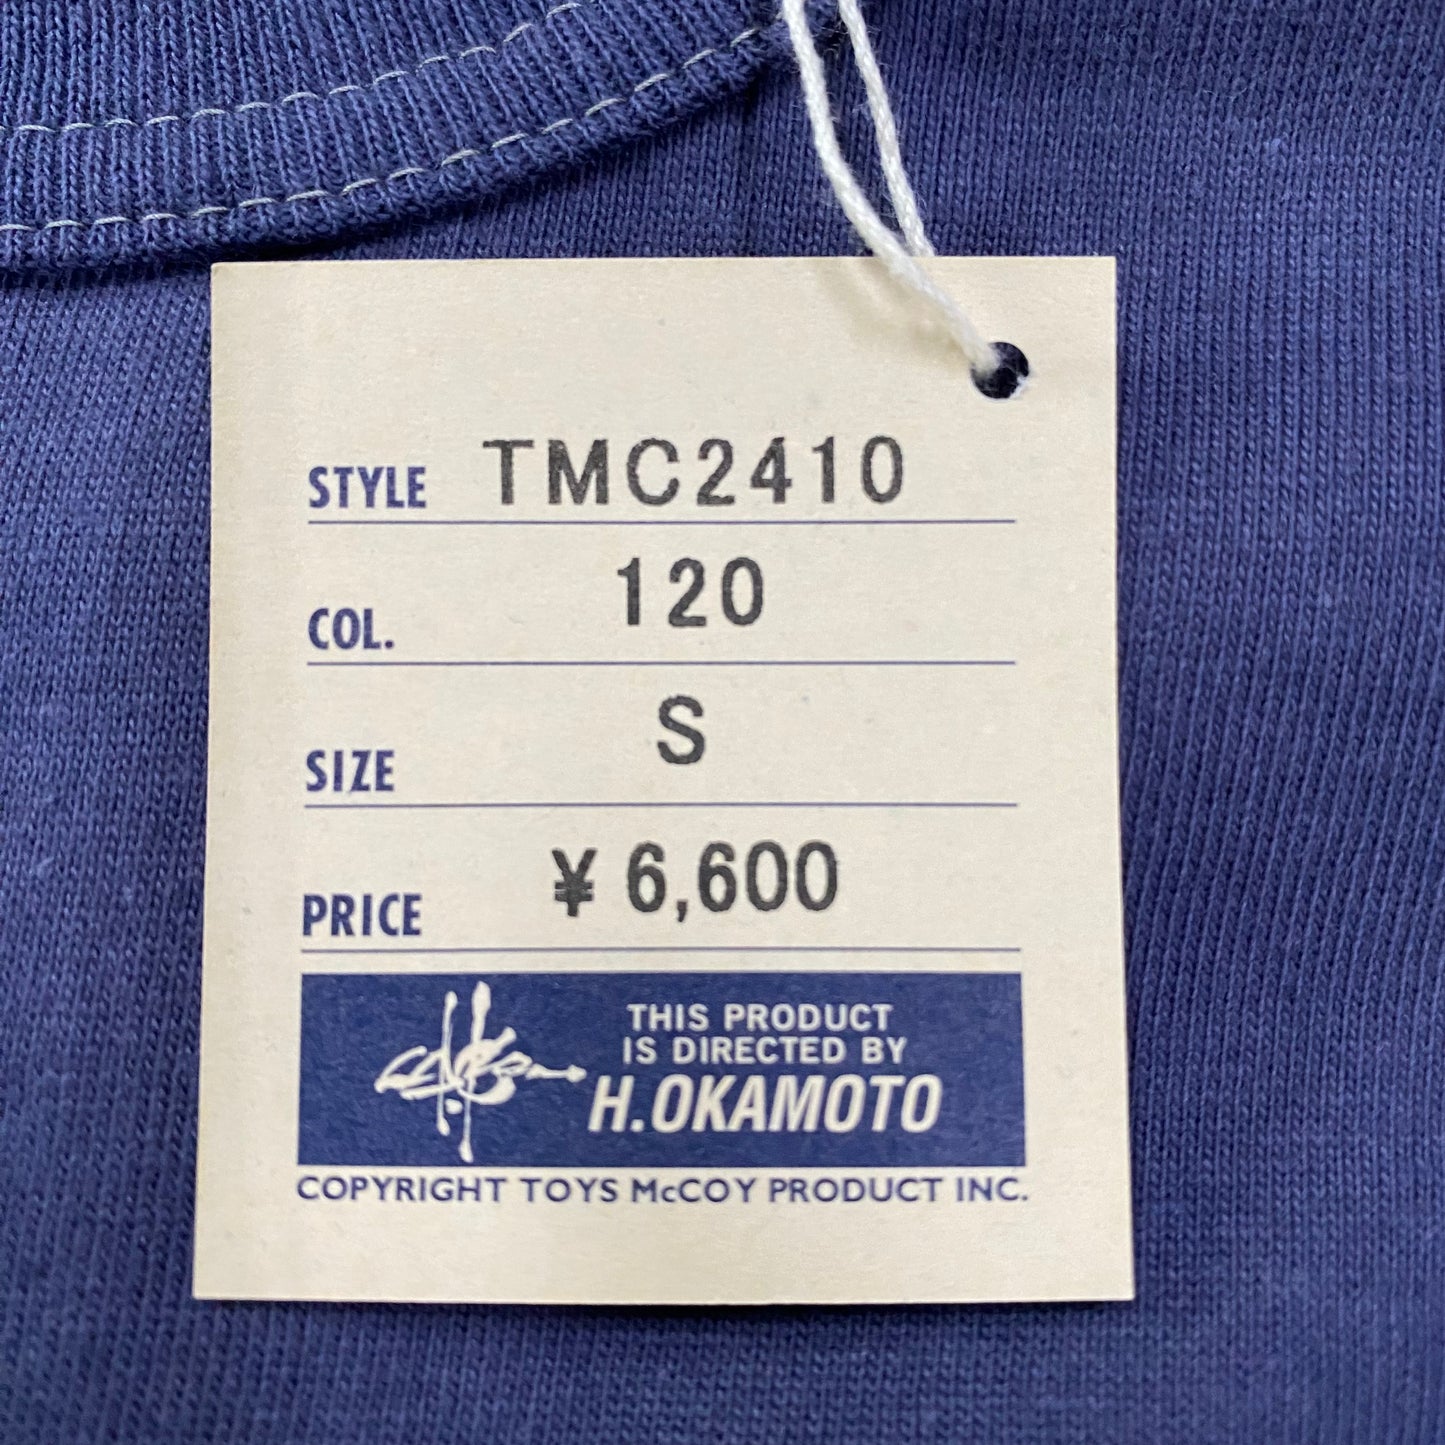 STYLE TMC2410
COL. 120
SIZE S
PRICE ¥ 6,600
THIS PRODUCT
IS DIRECTED BY
H.OKAMOTO
COPYRIGHT TOYS McCOY PRODUCT INC.